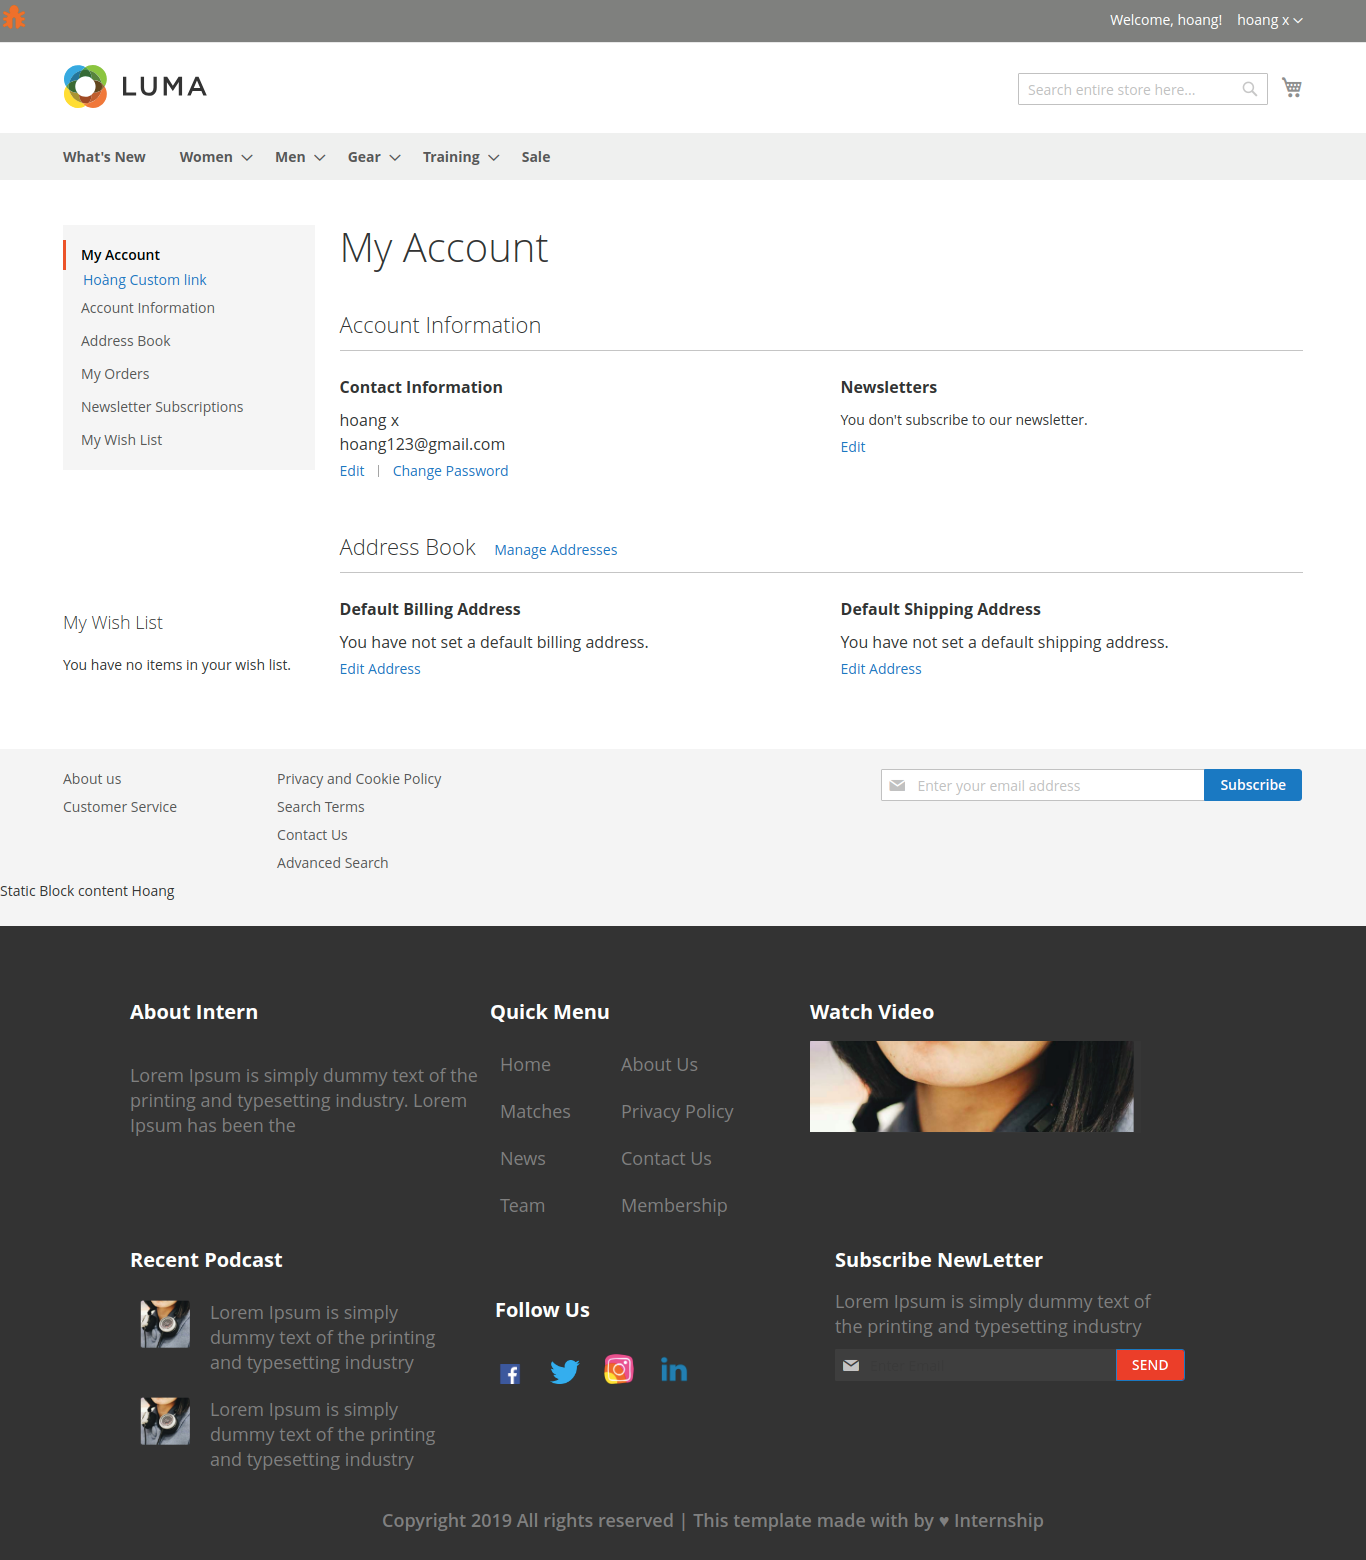 Welcome, hoang! hoang x
LUMA
Search entire store here...
What's New Women Men Gear Training Sale
My Account
Hoàng Custom link
Account Information
Address Book
My Orders
Newsletter Subscriptions
My Wish List
My Account
Account Information
Contact Information
hoang x
hoang123@gmail.com
Edit | Change Password
Newsletters
You don't subscribe to our newsletter.
Edit
Address Book Manage Addresses
Default Billing Address
You have not set a default billing address.
Edit Address
Default Shipping Address
You have not set a default shipping address.
Edit Address
My Wish List
You have no items in your wish list.
About us
Customer Service
Privacy and Cookie Policy
Search Terms
Contact Us
Advanced Search
Enter your email address Subscribe
Static Block content Hoang
About Intern
Lorem Ipsum is simply dummy text of the
printing and typesetting industry. Lorem
Ipsum has been the
Quick Menu
Home About Us
Matches Privacy Policy
News Contact Us
Team Membership
Watch Video
Recent Podcast
Lorem Ipsum is simply
dummy text of the printing
and typesetting industry
Lorem Ipsum is simply
dummy text of the printing
and typesetting industry
Follow Us
Subscribe NewLetter
Lorem Ipsum is simply dummy text of
the printing and typesetting industry
SEND
Copyright 2019 All rights reserved | This template made with by ♥ Internship